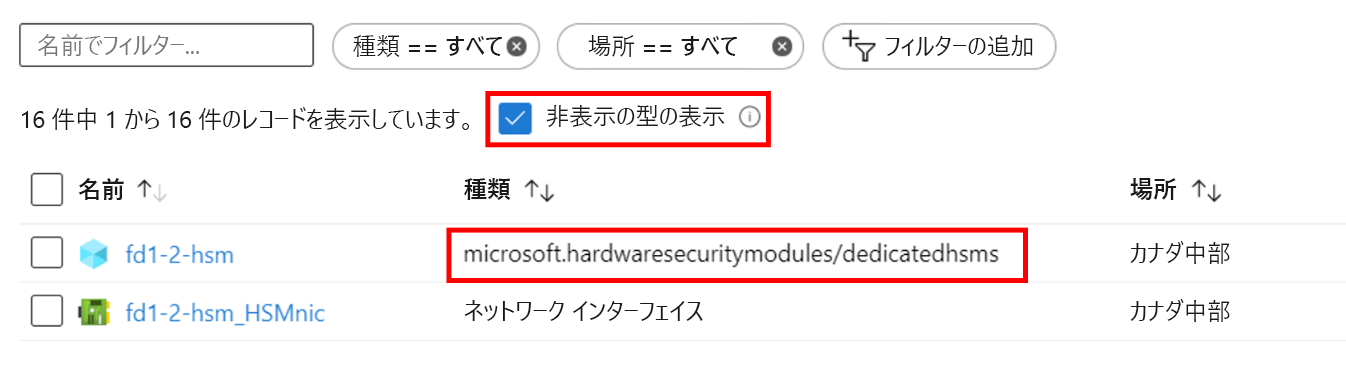 名前でフィルター... 種類 == すべて 場所 == すべて フィルターの追加
16 件中 1 から 16 件のレコードを表示しています。 非表示の型の表示
名前 種類 場所
fd1-2-hsm microsoft.hardwaresecuritymodules/dedicatedhsms カナダ中部
fd1-2-hsm_HSMnic ネットワーク インターフェイス カナダ中部